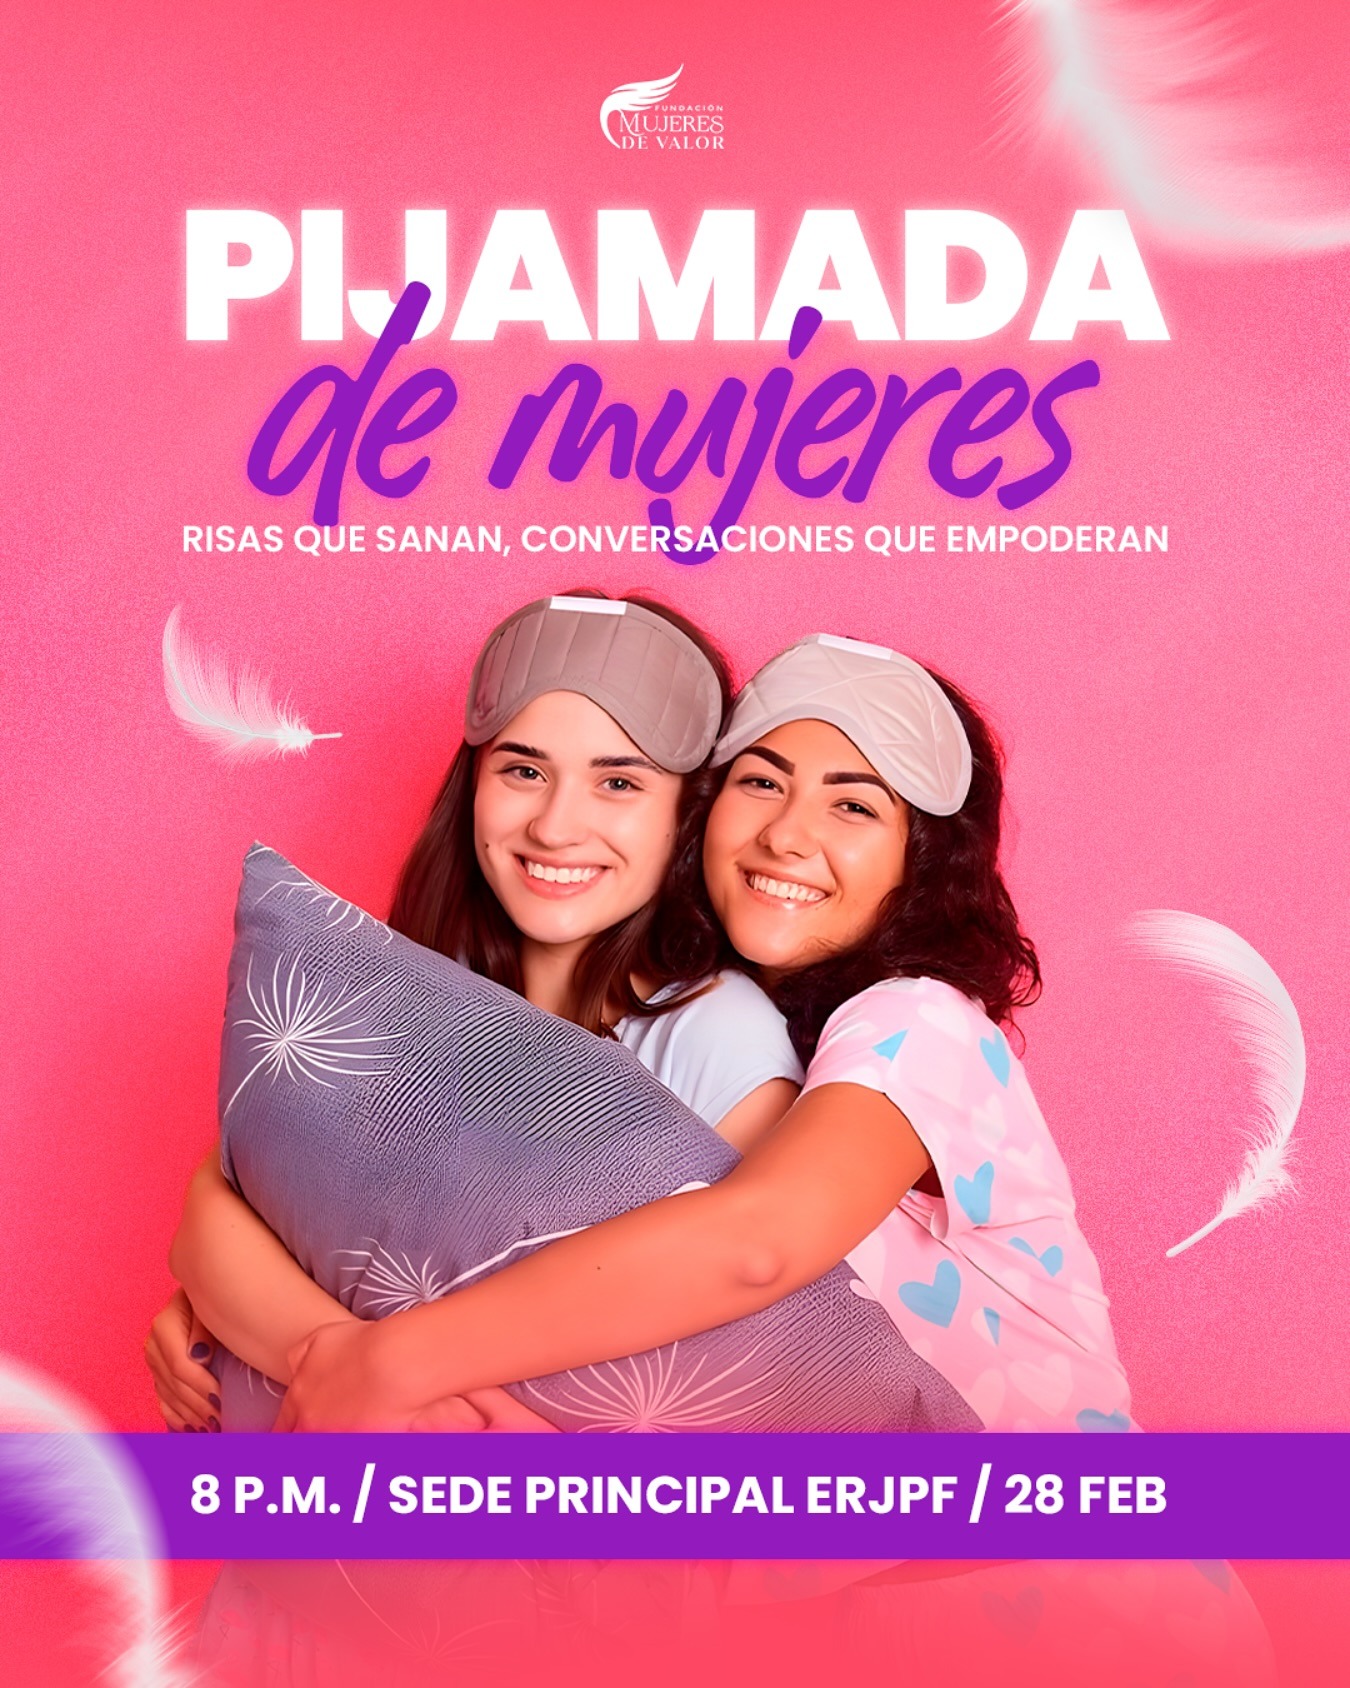 FUNDACIÓN
MUJERES
DE VALOR
PIJAMADA
de mujeres
RISAS QUE SANAN, CONVERSACIONES QUE EMPODERAN
8 P.M. / SEDE PRINCIPAL ERJPF / 28 FEB